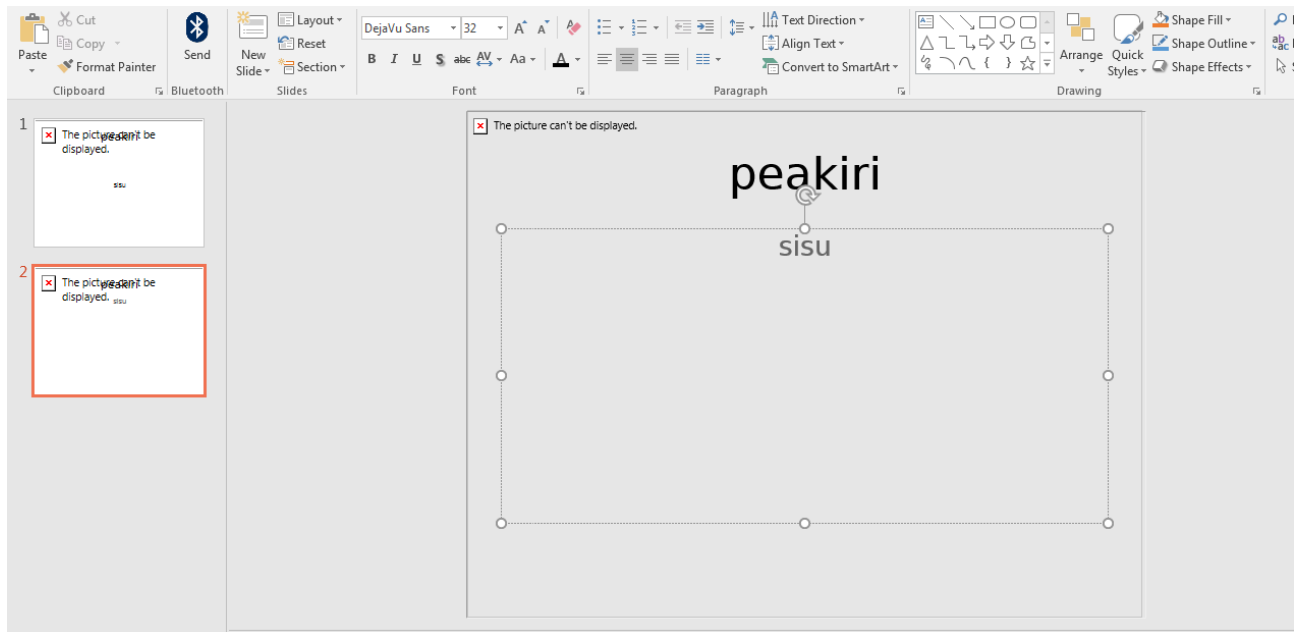 Cut
Copy
Paste
Format Painter
Clipboard
Send
Bluetooth
New
Slide
Layout
Reset
Section
Slides
DejaVu Sans
32
A A
B I U S abc AV Aa A
Font
Text Direction
Align Text
Convert to SmartArt
Paragraph
Arrange
Quick
Styles
Shape Fill
Shape Outline
Shape Effects
Drawing
1
The picture can't be
displayed.
peakiri
sisu
2
The picture can't be
displayed.
peakiri
sisu
The picture can't be displayed.
peakiri
sisu